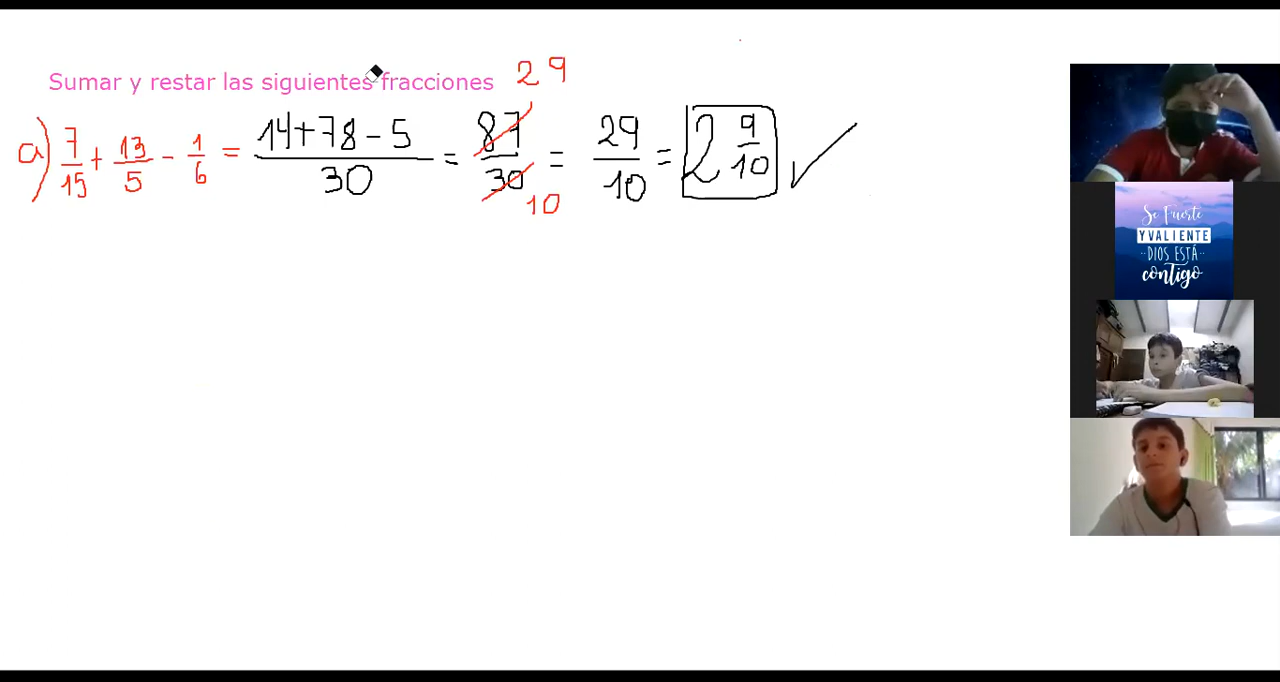 Sumar y restar las siguientes fracciones
29
a) 7/15 + 13/5 - 1/6 = 14+78-5/30 = 87/30 = 29/10 = 2 9/10 ✓
10
Se Fuerte
Y VALIENTE
DIOS ESTÁ
contigo